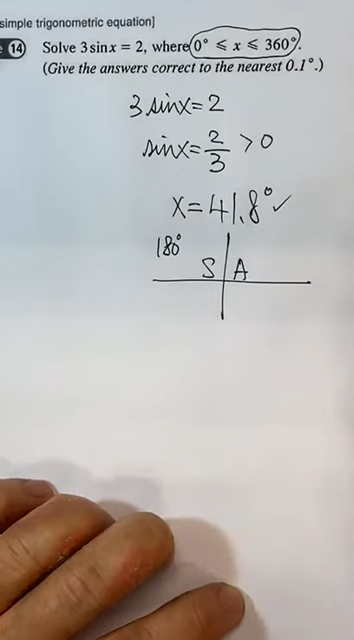 simple trigonometric equation]
14 Solve 3 sin x = 2, where 0° ⩽ x ⩽ 360°.
(Give the answers correct to the nearest 0.1°.)
3 sinx = 2
sinx = 2/3 > 0
x = 41.8° ✓
180°
S A